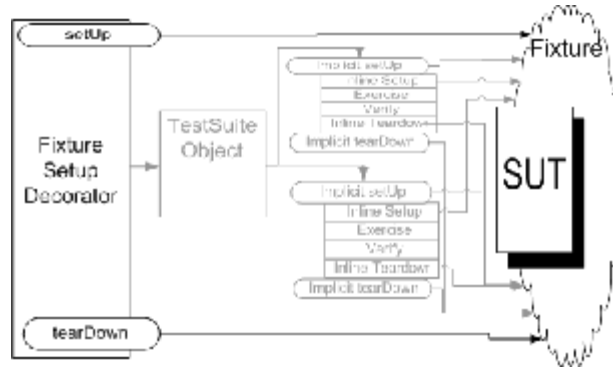 setUp
Fixture
Implicit setUp
Inline Setup
Exercise
Verify
Inline Teardown
Implicit tearDown
TestSuite
Object
Fixture
Setup
Decorator
SUT
Implicit setUp
Inline Setup
Exercise
Verify
Inline Teardown
Implicit tearDown
tearDown